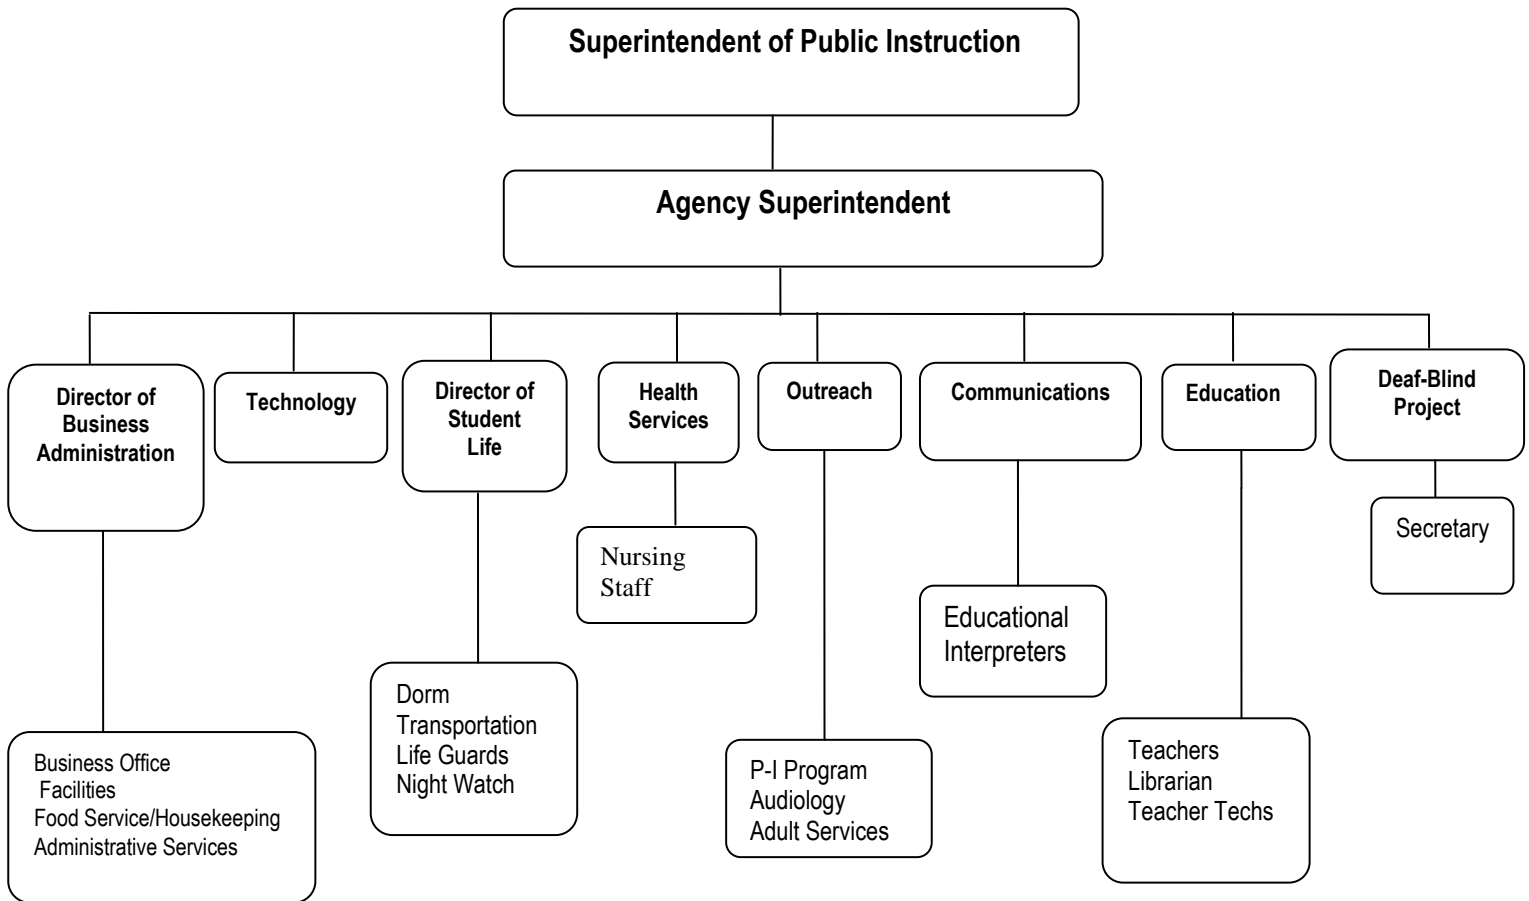 Superintendent of Public Instruction
Agency Superintendent
Director of
Business
Administration
Technology
Director of
Student
Life
Health
Services
Outreach
Communications
Education
Deaf-Blind
Project
Secretary
Nursing
Staff
Educational
Interpreters
Dorm
Transportation
Life Guards
Night Watch
Business Office
Facilities
Food Service/Housekeeping
Administrative Services
P-I Program
Audiology
Adult Services
Teachers
Librarian
Teacher Techs